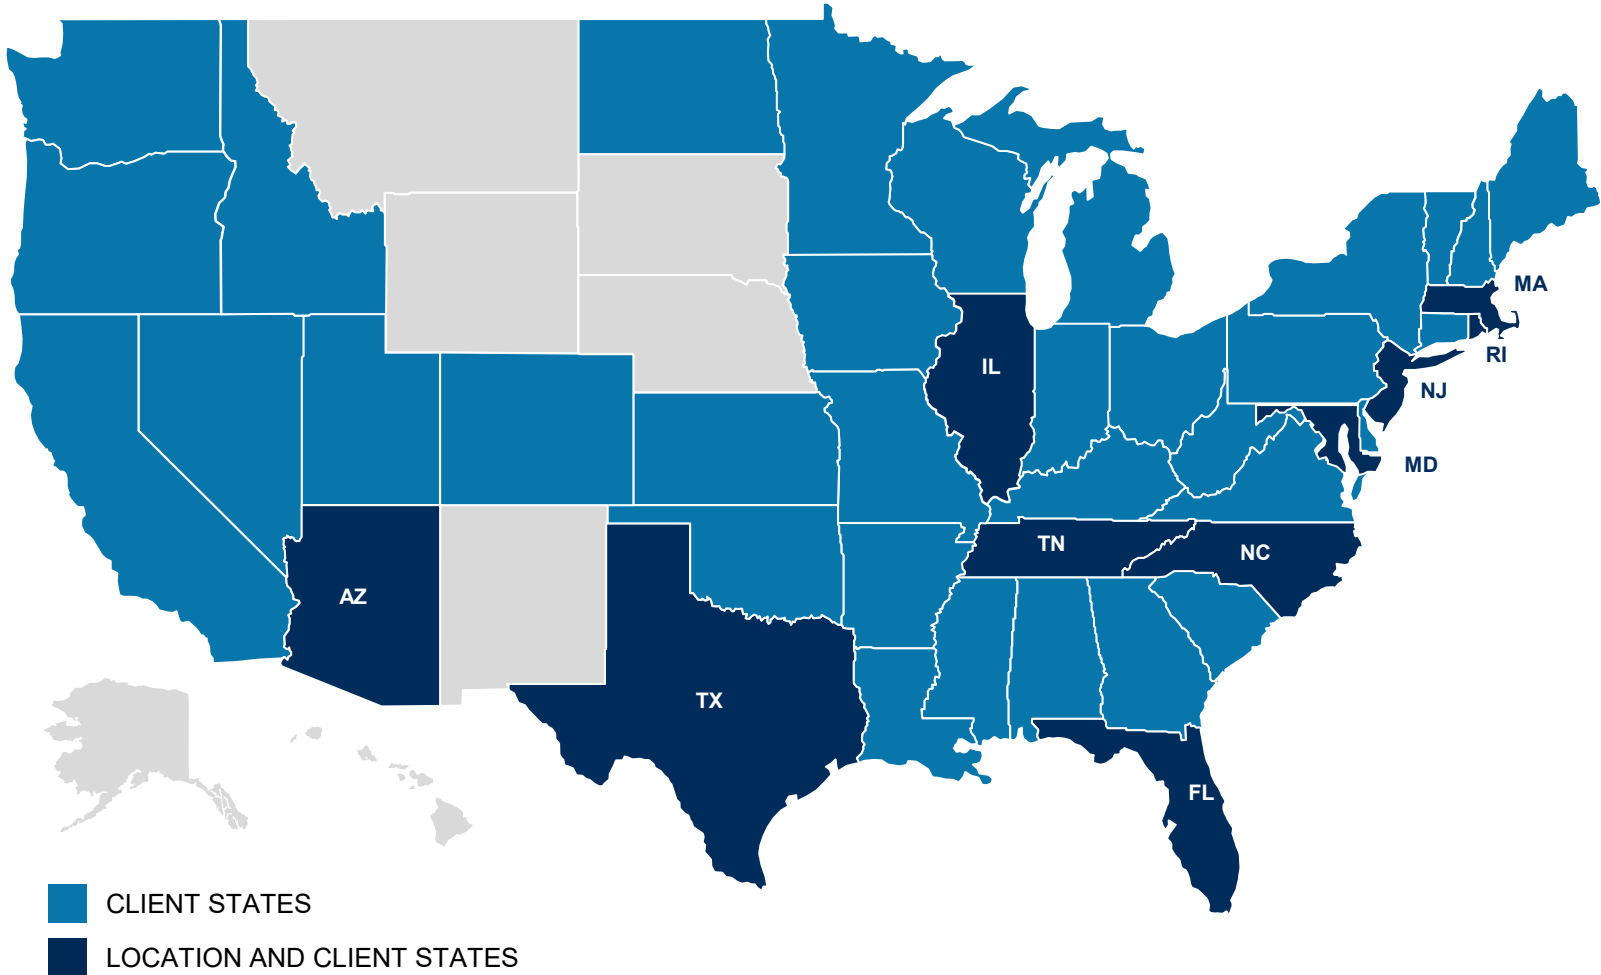 MA
RI
IL
NJ
MD
TN
NC
AZ
TX
FL
CLIENT STATES
LOCATION AND CLIENT STATES